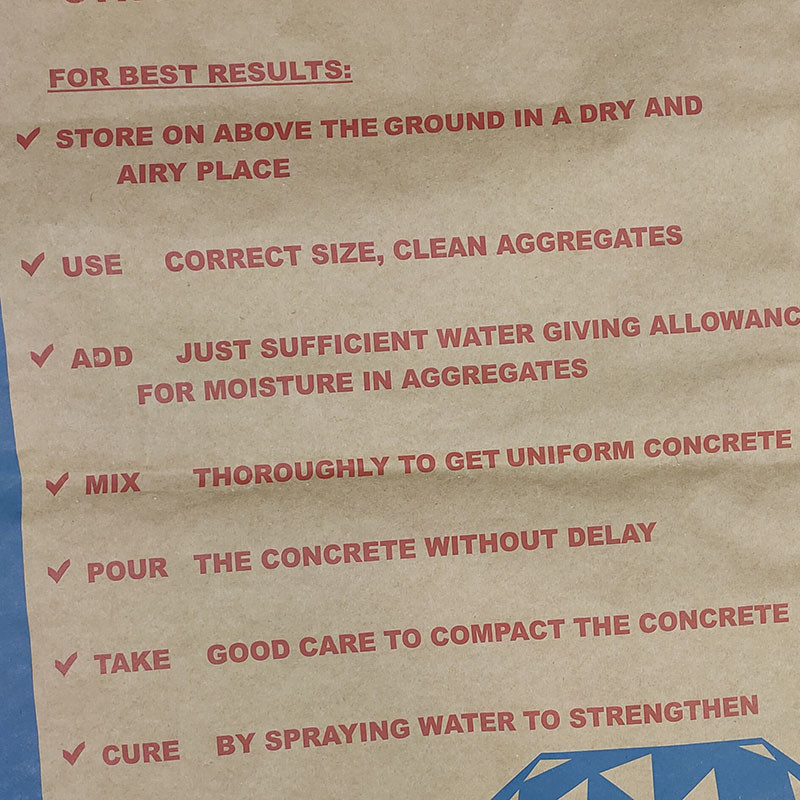 FOR BEST RESULTS:
✓ STORE ON ABOVE THE GROUND IN A DRY AND
AIRY PLACE
✓ USE CORRECT SIZE, CLEAN AGGREGATES
✓ ADD JUST SUFFICIENT WATER GIVING ALLOWANC
FOR MOISTURE IN AGGREGATES
✓ MIX THOROUGHLY TO GET UNIFORM CONCRETE
✓ POUR THE CONCRETE WITHOUT DELAY
✓ TAKE GOOD CARE TO COMPACT THE CONCRETE
✓ CURE BY SPRAYING WATER TO STRENGTHEN